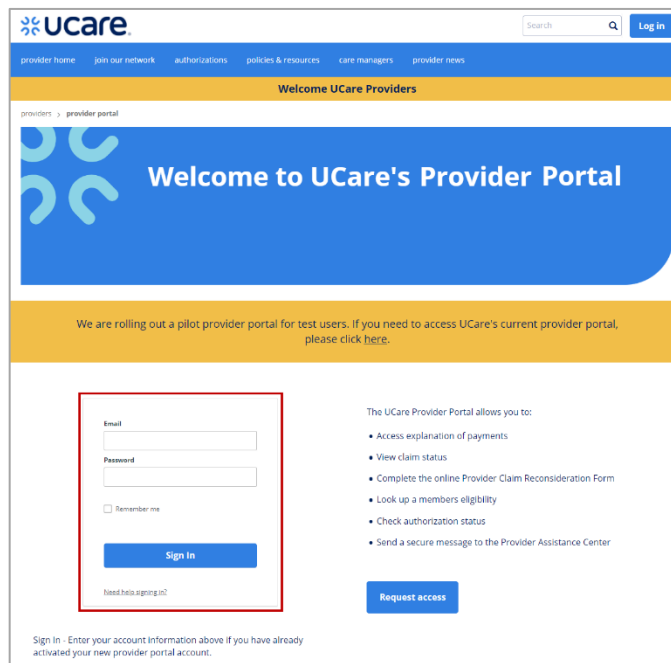 ucare
Search
Log in
provider home join our network authorizations policies & resources care managers provider news
Welcome UCare Providers
providers > provider portal
Welcome to UCare's Provider Portal
We are rolling out a pilot provider portal for test users. If you need to access UCare's current provider portal,
please click here.
Email
Password
Remember me
Sign In
Need help signing in?
The UCare Provider Portal allows you to:
• Access explanation of payments
• View claim status
• Complete the online Provider Claim Reconsideration Form
• Look up a members eligibility
• Check authorization status
• Send a secure message to the Provider Assistance Center
Request access
Sign In - Enter your account information above if you have already
activated your new provider portal account.